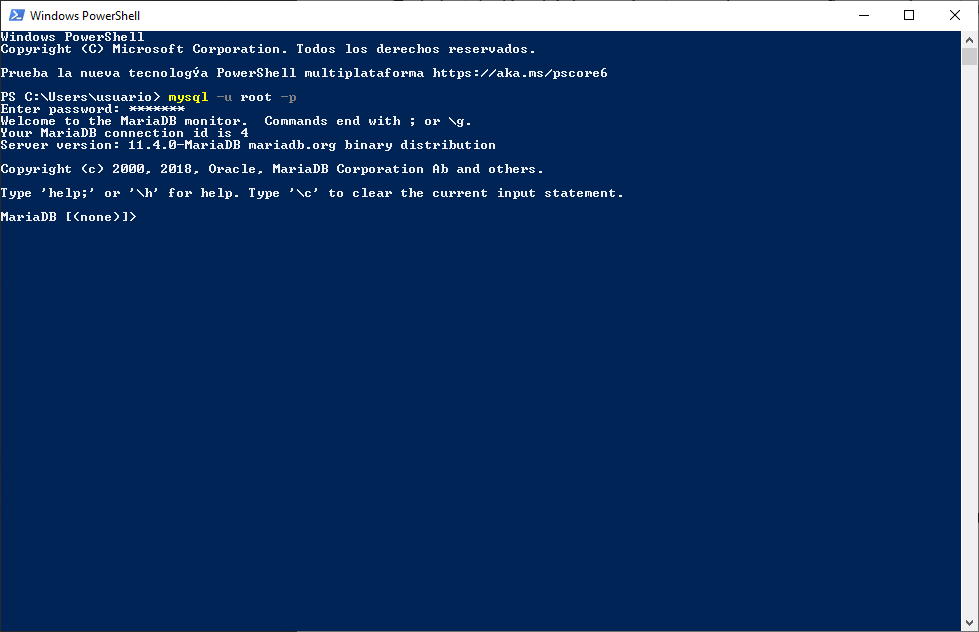 Windows PowerShell
Windows PowerShell
Copyright (C) Microsoft Corporation. Todos los derechos reservados.
Prueba la nueva tecnologýa PowerShell multiplataforma https://aka.ms/pscore6
PS C:\Users\usuario> mysql -u root -p
Enter password: *******
Welcome to the MariaDB monitor.  Commands end with ; or \g.
Your MariaDB connection id is 4
Server version: 11.4.0-MariaDB mariadb.org binary distribution
Copyright (c) 2000, 2018, Oracle, MariaDB Corporation Ab and others.
Type 'help;' or '\h' for help. Type '\c' to clear the current input statement.
MariaDB [(none)]>